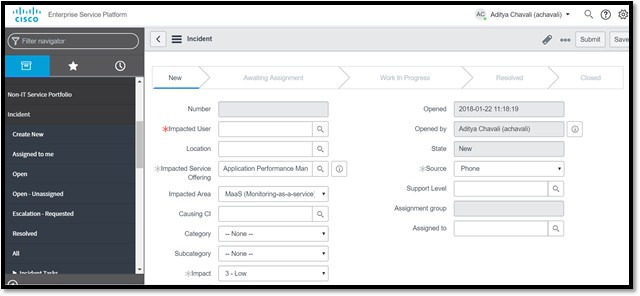 CISCO
Enterprise Service Platform
AC
Aditya Chavali (achavali)
Filter navigator
Incident
Submit
Save
Non-IT Service Portfolio
Incident
Create New
Assigned to me
Open
Open - Unassigned
Escalation - Requested
Resolved
All
Incident Tasks
New
Awaiting Assignment
Work In Progress
Resolved
Closed
Number
*Impacted User
Location
*Impacted Service Offering
Application Performance Man
Impacted Area
MaaS (Monitoring-as-a-service)
Causing CI
Category
-- None --
Subcategory
-- None --
*Impact
3 - Low
Opened
2018-01-22 11:18:19
Opened by
Aditya Chavali (achavali)
State
New
*Source
Phone
Support Level
Assignment group
Assigned to